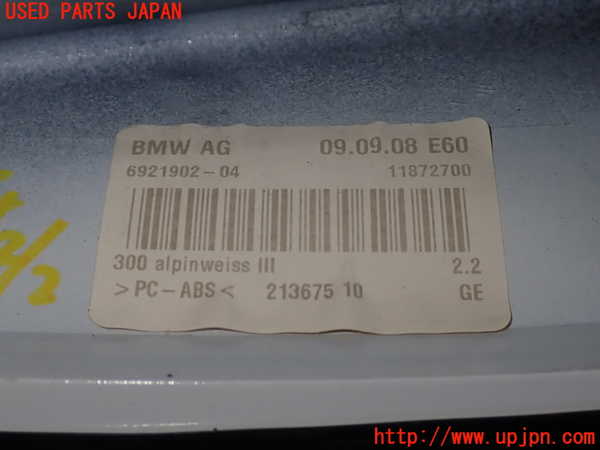 USED PARTS JAPAN
BMW AG 09.09.08 E60
6921902-04 11872700
300 alpinweiss III 2.2
>PC-ABS< 213675 10 GE
http://www.upjpn.com/